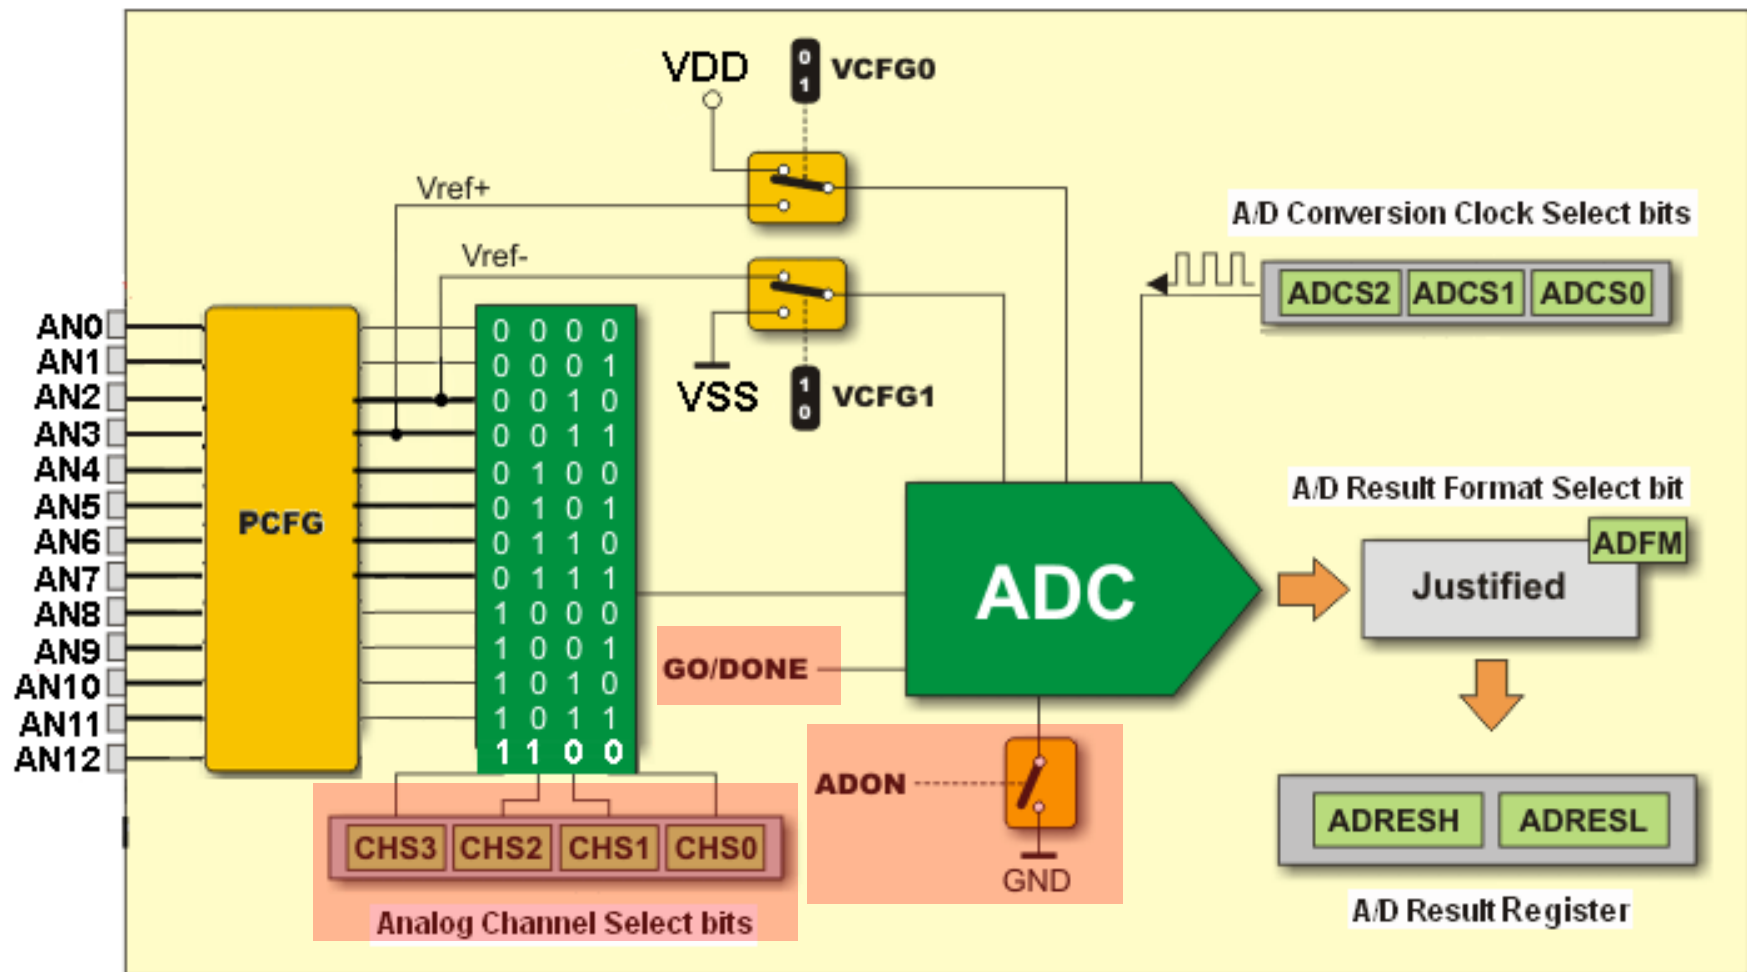 VDD
0
1
VCFG0
Vref+
Vref-
VSS
1
0
VCFG1
A/D Conversion Clock Select bits
ADCS2 ADCS1 ADCS0
AN0
AN1
AN2
AN3
AN4
AN5
AN6
AN7
AN8
AN9
AN10
AN11
AN12
PCFG
0 0 0 0
0 0 0 1
0 0 1 0
0 0 1 1
0 1 0 0
0 1 0 1
0 1 1 0
0 1 1 1
1 0 0 0
1 0 0 1
1 0 1 0
1 0 1 1
1 1 0 0
CHS3 CHS2 CHS1 CHS0
Analog Channel Select bits
GO/DONE
ADC
ADON
GND
A/D Result Format Select bit
ADFM
Justified
ADRESH ADRESL
A/D Result Register